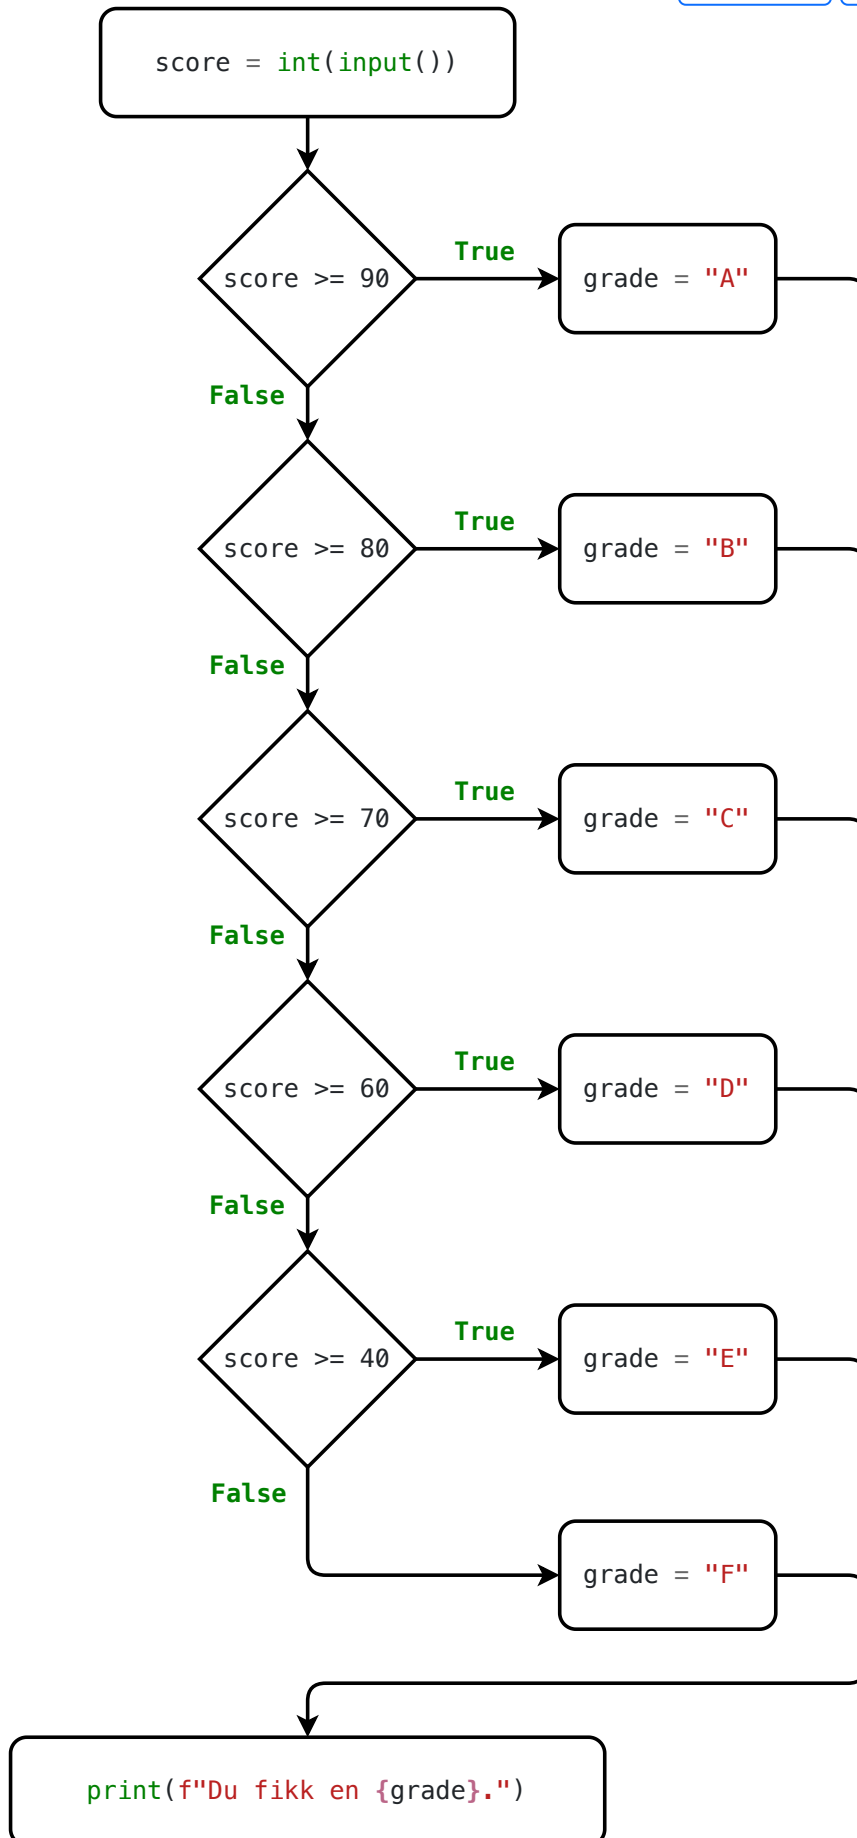 score = int(input())
True
score >= 90
grade = "A"
False
True
score >= 80
grade = "B"
False
True
score >= 70
grade = "C"
False
True
score >= 60
grade = "D"
False
True
score >= 40
grade = "E"
False
grade = "F"
print(f"Du fikk en {grade}.")